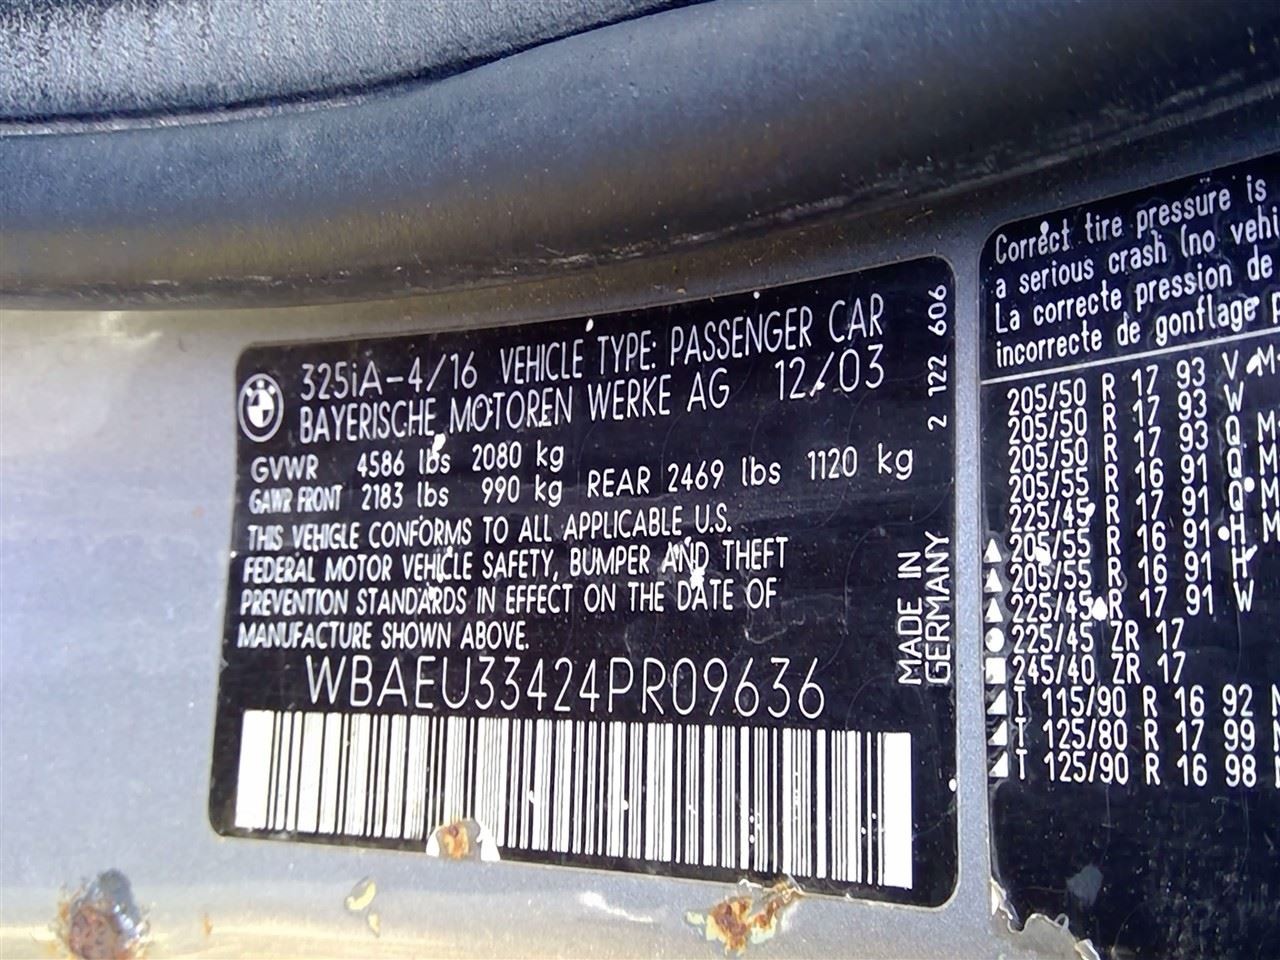 325iA-4/16 VEHICLE TYPE: PASSENGER CAR
BAYERISCHE MOTOREN WERKE AG 12/03
GVWR 4586 lbs 2080 kg
GAWR FRONT 2183 lbs 990 kg REAR 2469 lbs 1120 kg
THIS VEHICLE CONFORMS TO ALL APPLICABLE U.S.
FEDERAL MOTOR VEHICLE SAFETY, BUMPER AND THEFT
PREVENTION STANDARDS IN EFFECT ON THE DATE OF
MANUFACTURE SHOWN ABOVE.
WBAEU33424PR09636
MADE IN
GERMANY
2 122 606
Correct tire pressure is
a serious crash (no vehi
La correcte pression de
incorrecte de gonflage p
205/50 R 17 93 V M+
205/50 R 17 93 W
205/50 R 17 93 Q M
205/55 R 16 91 Q M
225/45 R 17 91 Q M
205/55 R 16 91 H M
205/55 R 16 91 H
225/45 R 17 91 W
225/45 ZR 17
245/40 ZR 17
T 115/90 R 16 92 M
T 125/80 R 17 99 M
T 125/90 R 16 98 M